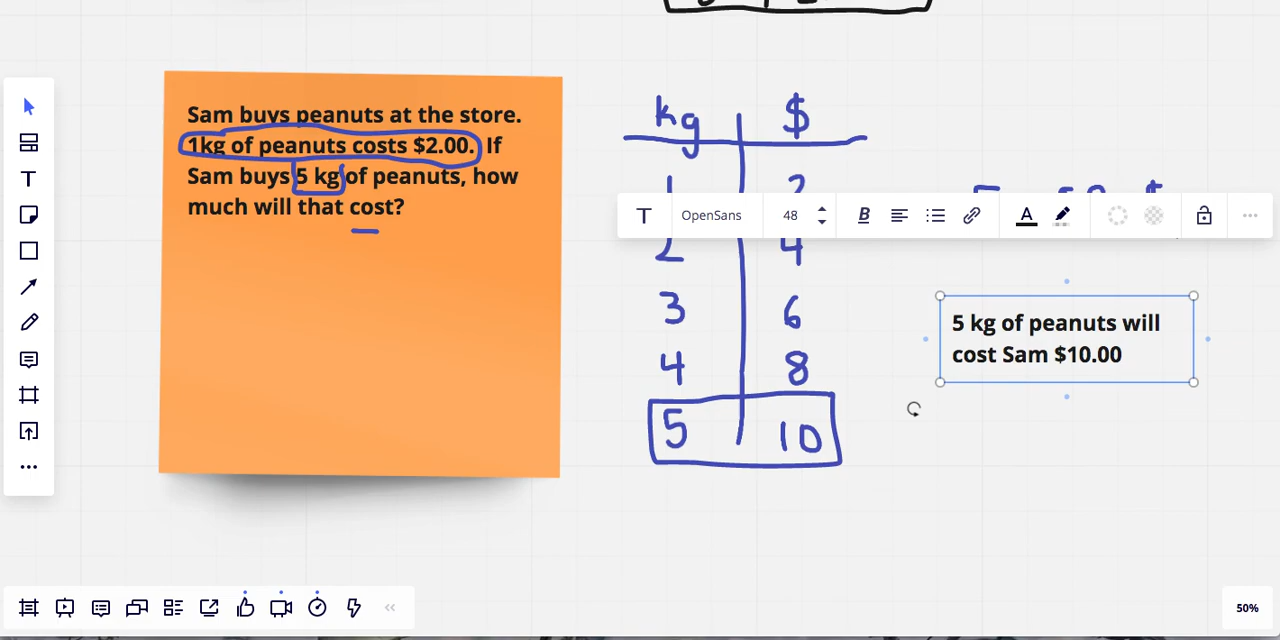 Sam buys peanuts at the store.
1kg of peanuts costs $2.00. If
Sam buys 5 kg of peanuts, how
much will that cost?
kg $
1 2
2 4
3 6
4 8
5 10
T OpenSans 48 B A
5 kg of peanuts will
cost Sam $10.00
T
50%